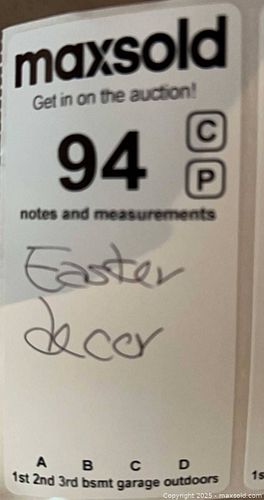 maxsold
Get in on the auction!
94
C
P
notes and measurements
Easter
decor
A B C D
1st 2nd 3rd bsmt garage outdoors
1s
Copyright 2025 - maxsold.com